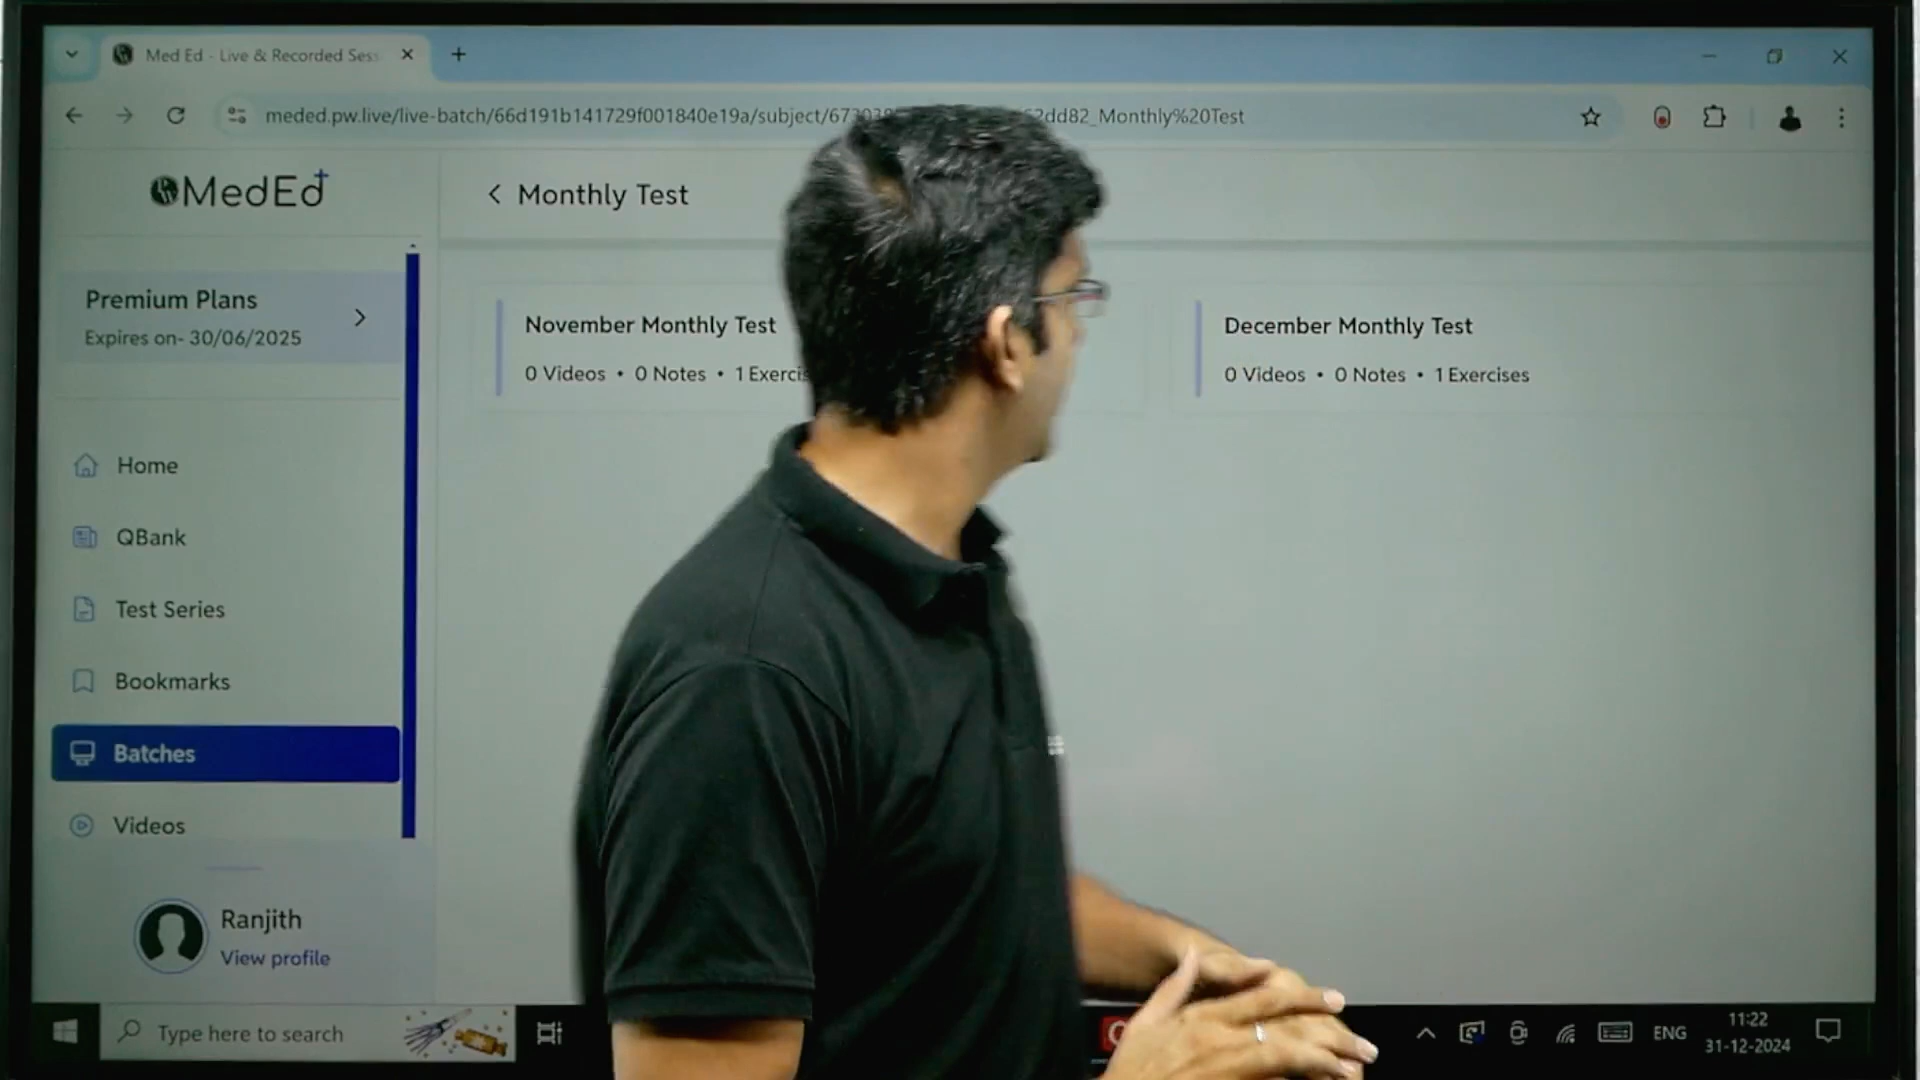 Med Ed - Live & Recorded Sess
meded.pw.live/live-batch/66d191b141729f001840e19a/subject/673038 2dd82_Monthly%20Test
MedEd
Monthly Test
Premium Plans
Expires on- 30/06/2025
November Monthly Test
0 Videos • 0 Notes • 1 Exercis
December Monthly Test
0 Videos • 0 Notes • 1 Exercises
Home
QBank
Test Series
Bookmarks
Batches
Videos
Ranjith
View profile
Type here to search
ENG
11:22
31-12-2024